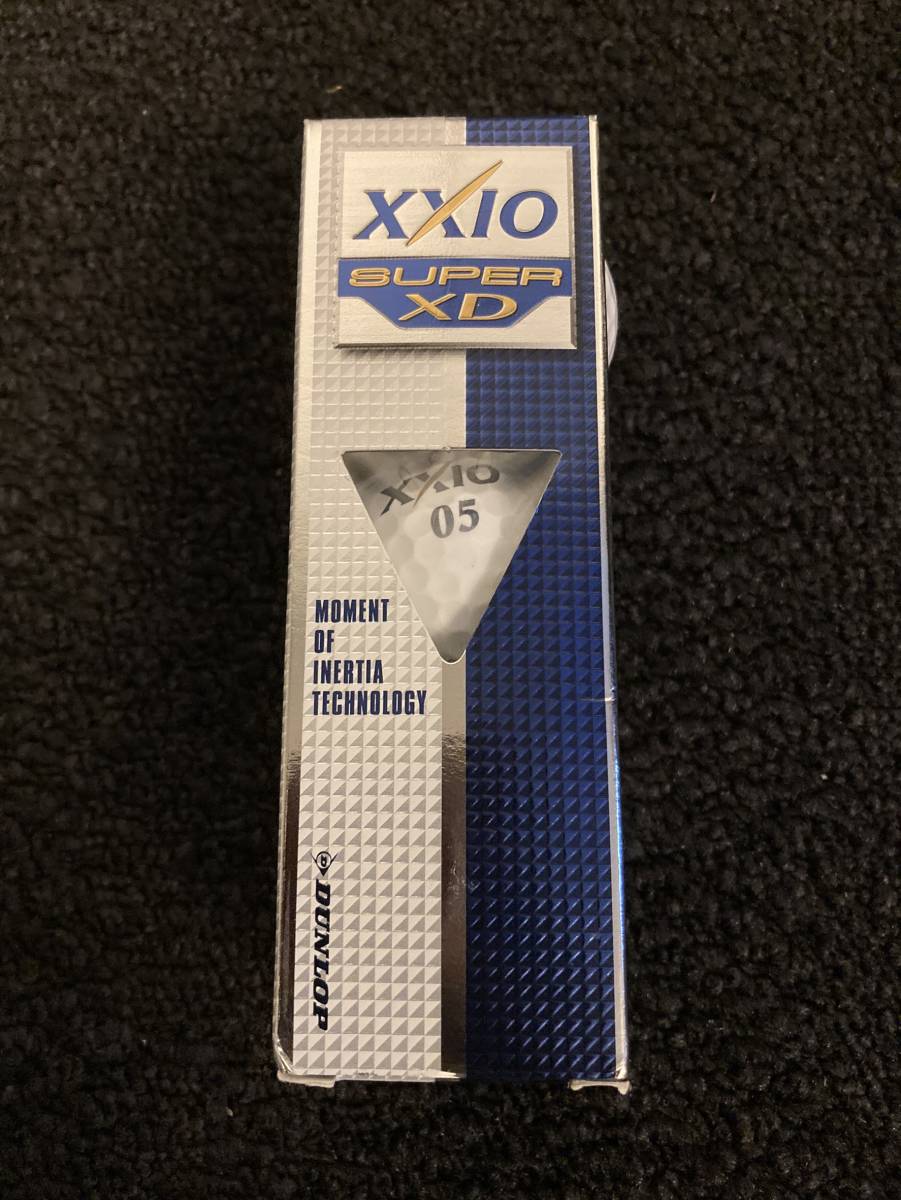 XXIO
SUPER
XD
XXIO
05
MOMENT
OF
INERTIA
TECHNOLOGY
DUNLOP